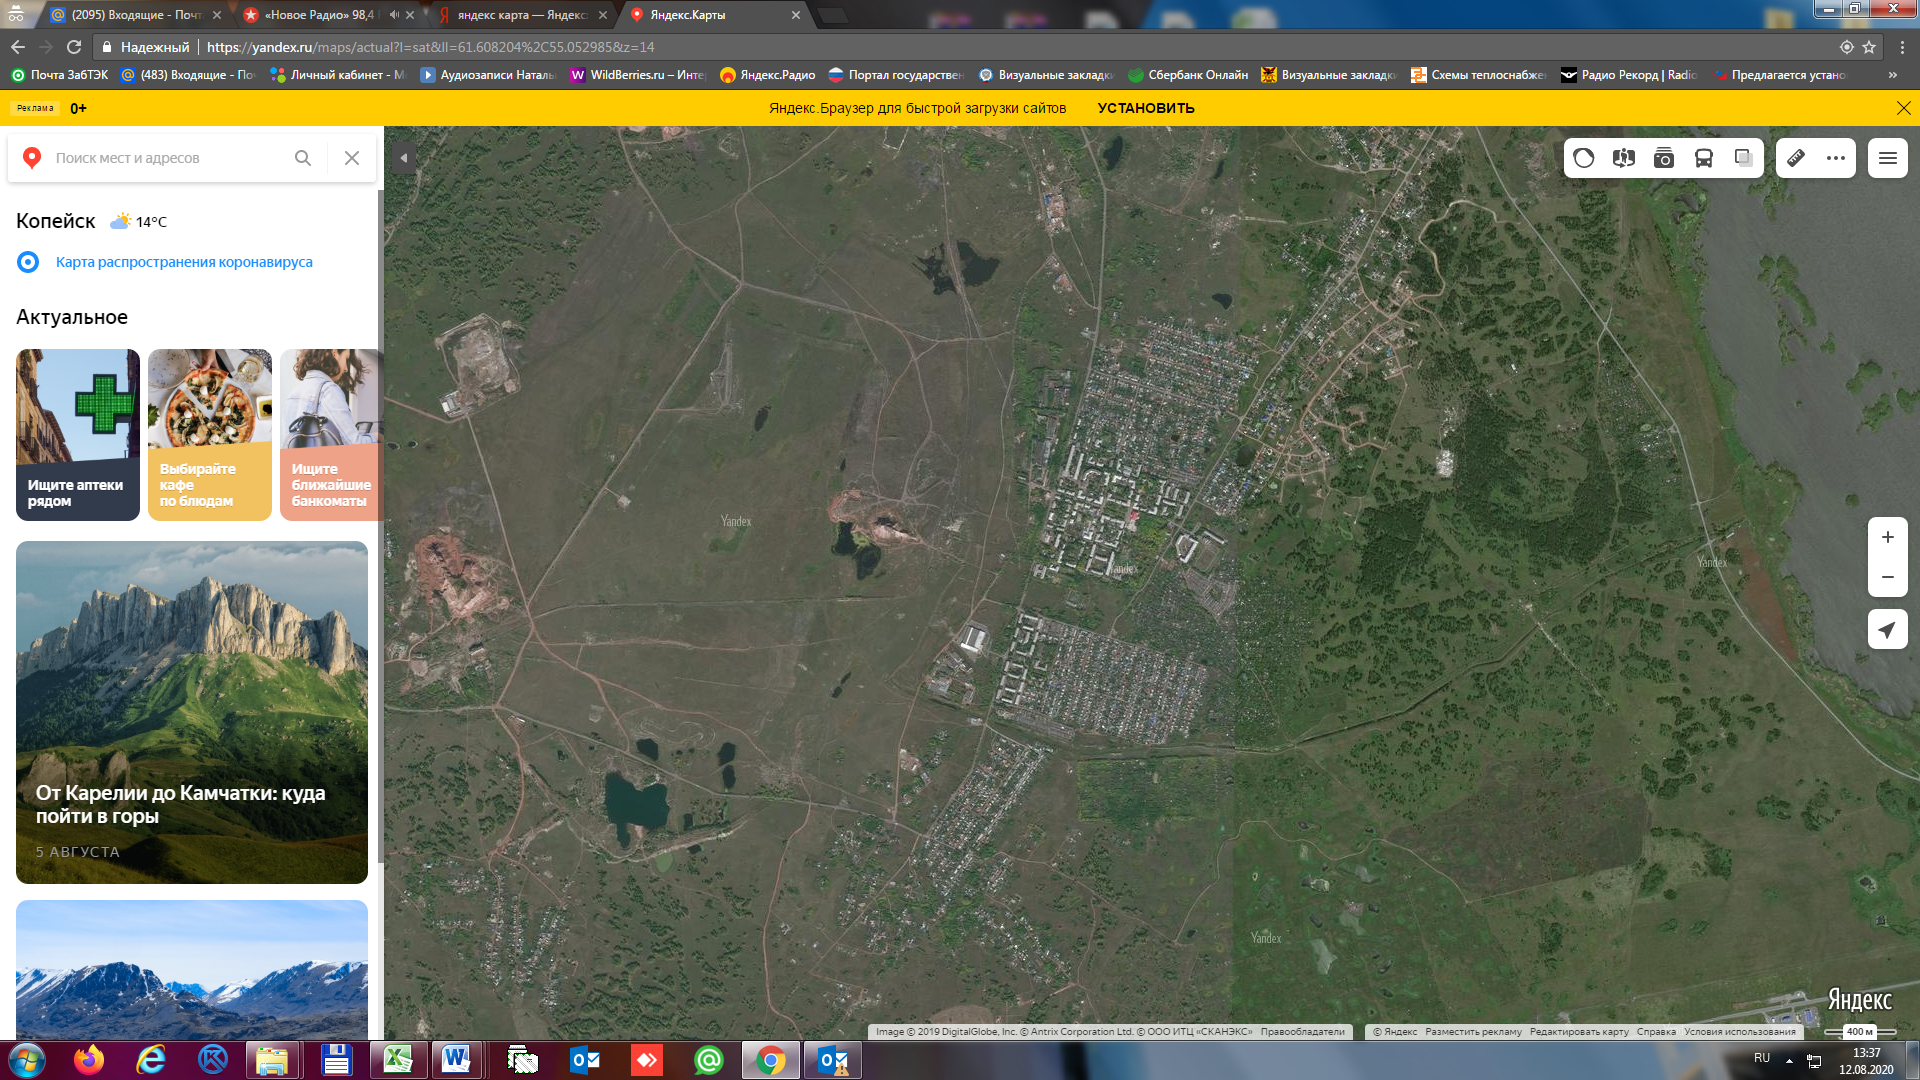 (2095) Входящие - Почт
«Новое Радио» 98,4
яндекс карта — Яндекс
Яндекс.Карты
Надежный
https://yandex.ru/maps/actual?l=sat&ll=61.608204%2C55.052985&z=14
Почта ЗабТЭК
(483) Входящие - По
Личный кабинет - М
Аудиозаписи Наталь
WildBerries.ru – Инте
Яндекс.Радио
Портал государствен
Визуальные закладк
Сбербанк Онлайн
Визуальные закладк
Схемы теплоснабже
Радио Рекорд | Radio
Предлагается устано
»
Реклама
0+
Яндекс.Браузер для быстрой загрузки сайтов
УСТАНОВИТЬ
Поиск мест и адресов
Копейск
14°C
Карта распространения коронавируса
Актуальное
Ищите аптеки
рядом
Выбирайте
кафе
по блюдам
Ищите
ближайшие
банкоматы
От Карелии до Камчатки: куда
пойти в горы
5 АВГУСТА
Yandex
Yandex
Yandex
Yandex
Яндекс
Image © 2019 DigitalGlobe, Inc. © Antrix Corporation Ltd. © ООО ИТЦ «СКАНЭКС»
Правообладатели
© Яндекс
Разместить рекламу
Редактировать карту
Справка
Условия использования
400 м
RU
13:37
12.08.2020